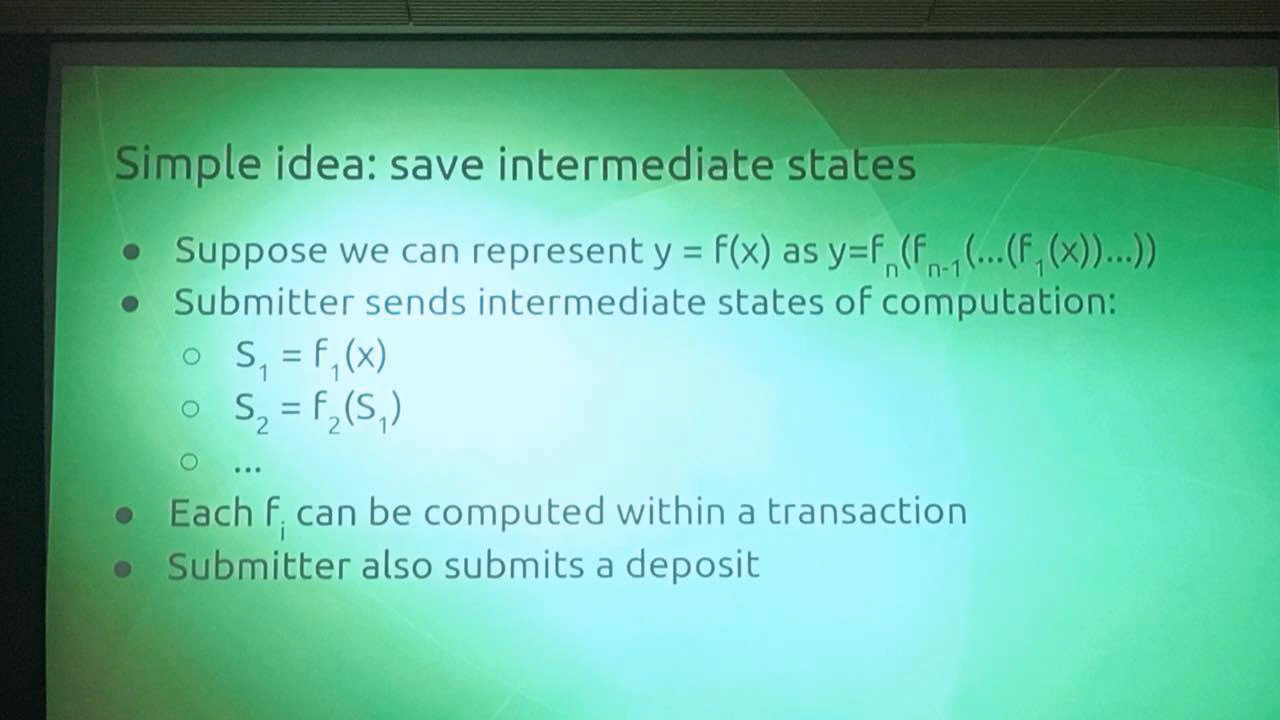 Simple idea: save intermediate states
● Suppose we can represent y = f(x) as y=fₙ(fₙ₋₁(...(f₁(x))...))
● Submitter sends intermediate states of computation:
○ S₁ = f₁(x)
○ S₂ = f₂(S₁)
○ ...
● Each fᵢ can be computed within a transaction
● Submitter also submits a deposit